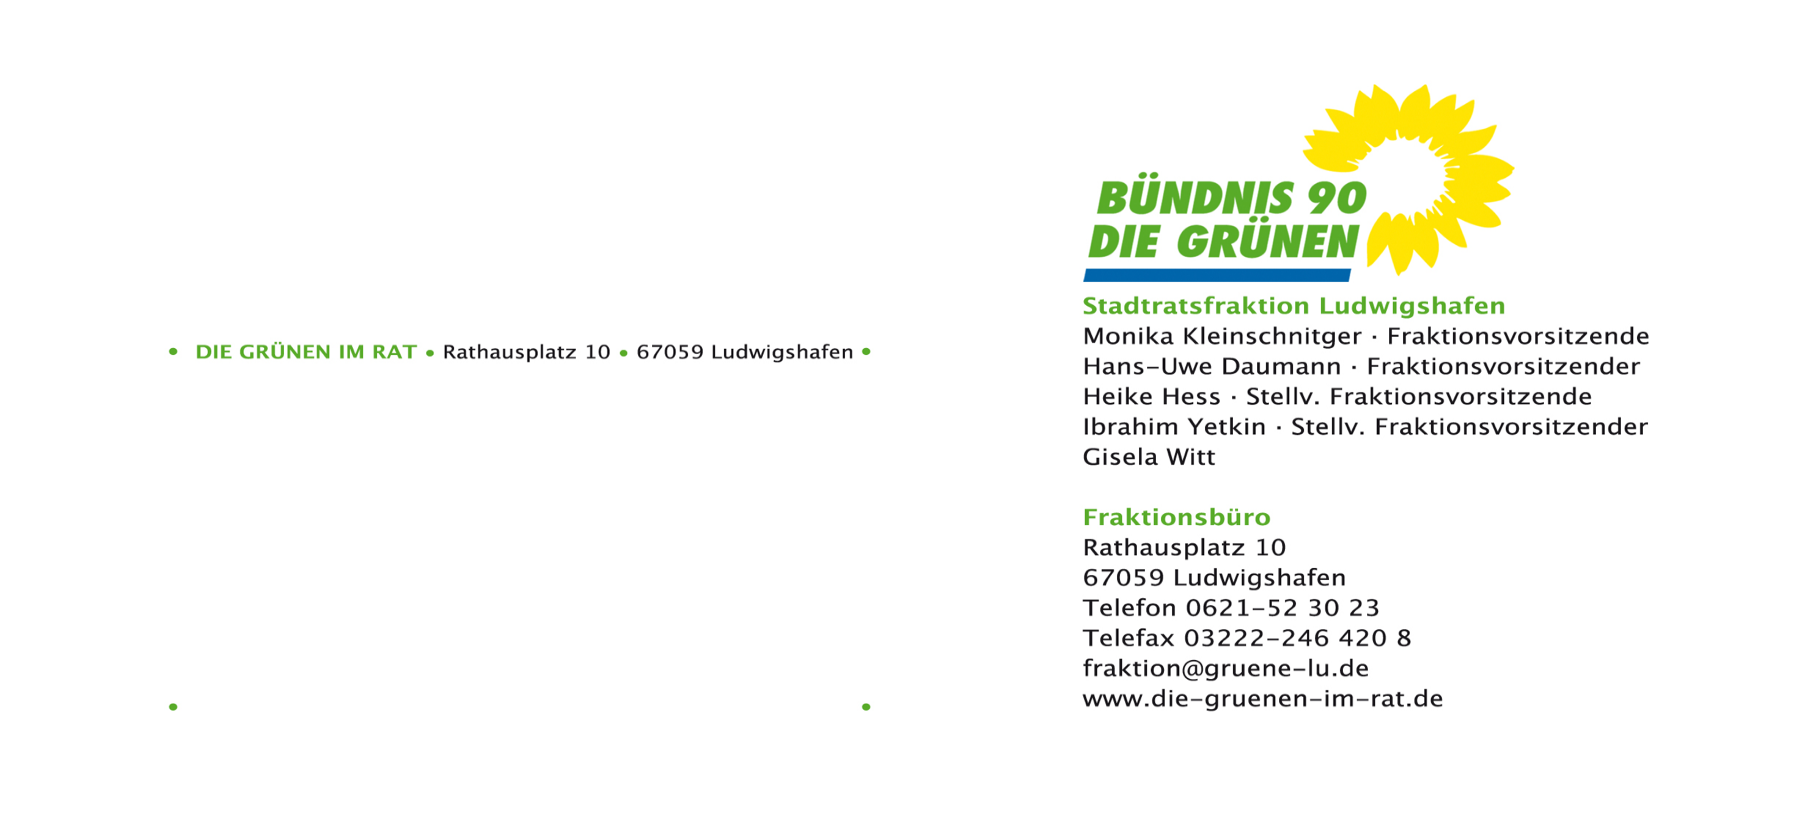 • DIE GRÜNEN IM RAT • Rathausplatz 10 • 67059 Ludwigshafen •
BÜNDNIS 90
DIE GRÜNEN
Stadtratsfraktion Ludwigshafen
Monika Kleinschnitger · Fraktionsvorsitzende
Hans-Uwe Daumann · Fraktionsvorsitzender
Heike Hess · Stellv. Fraktionsvorsitzende
Ibrahim Yetkin · Stellv. Fraktionsvorsitzender
Gisela Witt
Fraktionsbüro
Rathausplatz 10
67059 Ludwigshafen
Telefon 0621-52 30 23
Telefax 03222-246 420 8
fraktion@gruene-lu.de
www.die-gruenen-im-rat.de